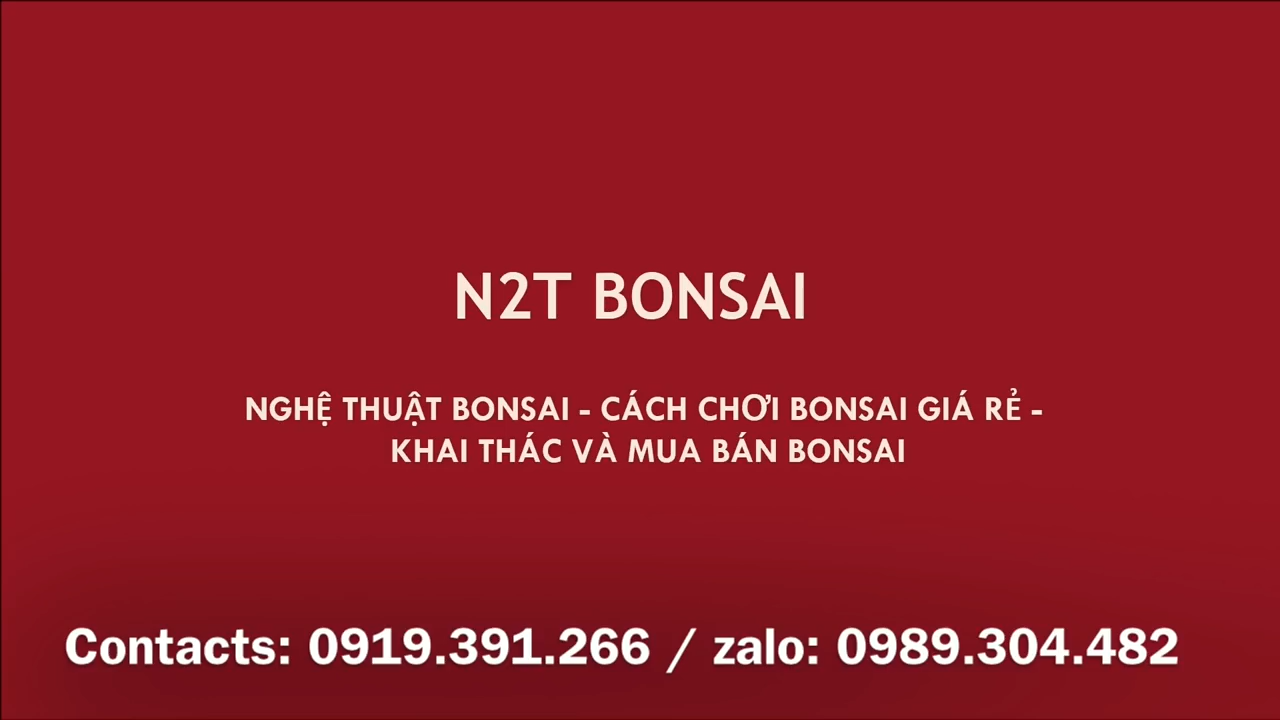 N2T BONSAI
NGHỆ THUẬT BONSAI - CÁCH CHƠI BONSAI GIÁ RẺ -
KHAI THÁC VÀ MUA BÁN BONSAI
Contacts: 0919.391.266 / zalo: 0989.304.482